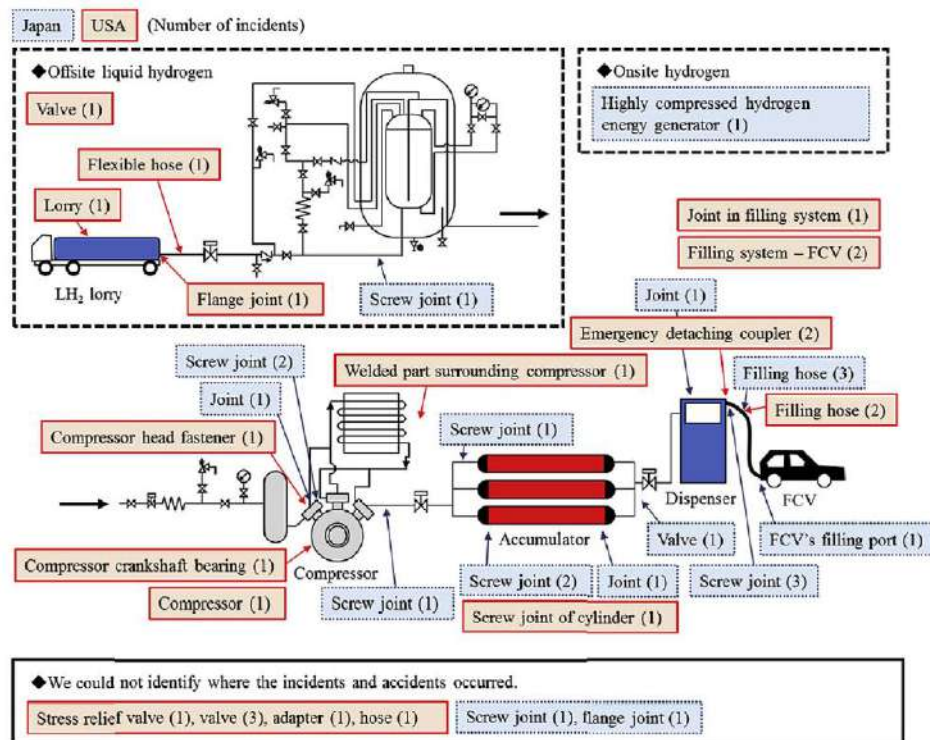 Japan USA (Number of incidents)
◆Offsite liquid hydrogen
Valve (1)
Flexible hose (1)
Lorry (1)
LH₂ lorry
Flange joint (1)
Screw joint (1)
◆Onsite hydrogen
Highly compressed hydrogen
energy generator (1)
Joint in filling system (1)
Filling system – FCV (2)
Joint (1)
Emergency detaching coupler (2)
Filling hose (3)
Filling hose (2)
Screw joint (2)
Joint (1)
Compressor head fastener (1)
Welded part surrounding compressor (1)
Screw joint (1)
Dispenser
FCV
Accumulator
Valve (1)
FCV's filling port (1)
Compressor crankshaft bearing (1)
Compressor
Compressor (1)
Screw joint (1)
Screw joint (2)
Joint (1)
Screw joint (3)
Screw joint of cylinder (1)
◆We could not identify where the incidents and accidents occurred.
Stress relief valve (1), valve (3), adapter (1), hose (1)
Screw joint (1), flange joint (1)